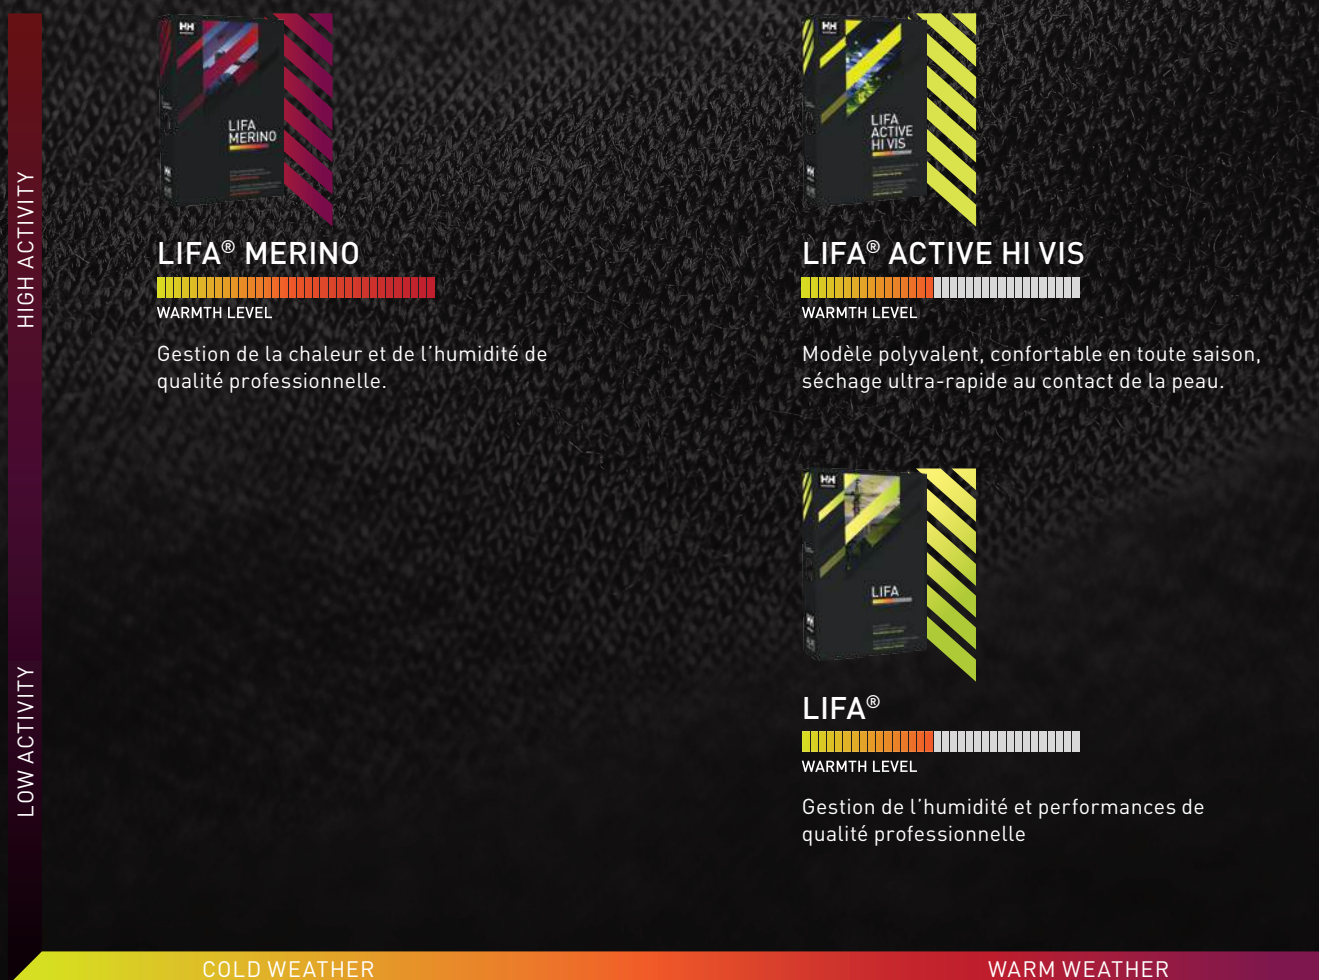 HH
LIFA
MERINO
LIFA® MERINO
WARMTH LEVEL
Gestion de la chaleur et de l’humidité de
qualité professionnelle.
HH
LIFA
ACTIVE
HI VIS
LIFA® ACTIVE HI VIS
WARMTH LEVEL
Modèle polyvalent, confortable en toute saison,
séchage ultra-rapide au contact de la peau.
HH
LIFA
LIFA®
WARMTH LEVEL
Gestion de l’humidité et performances de
qualité professionnelle
HIGH ACTIVITY
LOW ACTIVITY
COLD WEATHER
WARM WEATHER